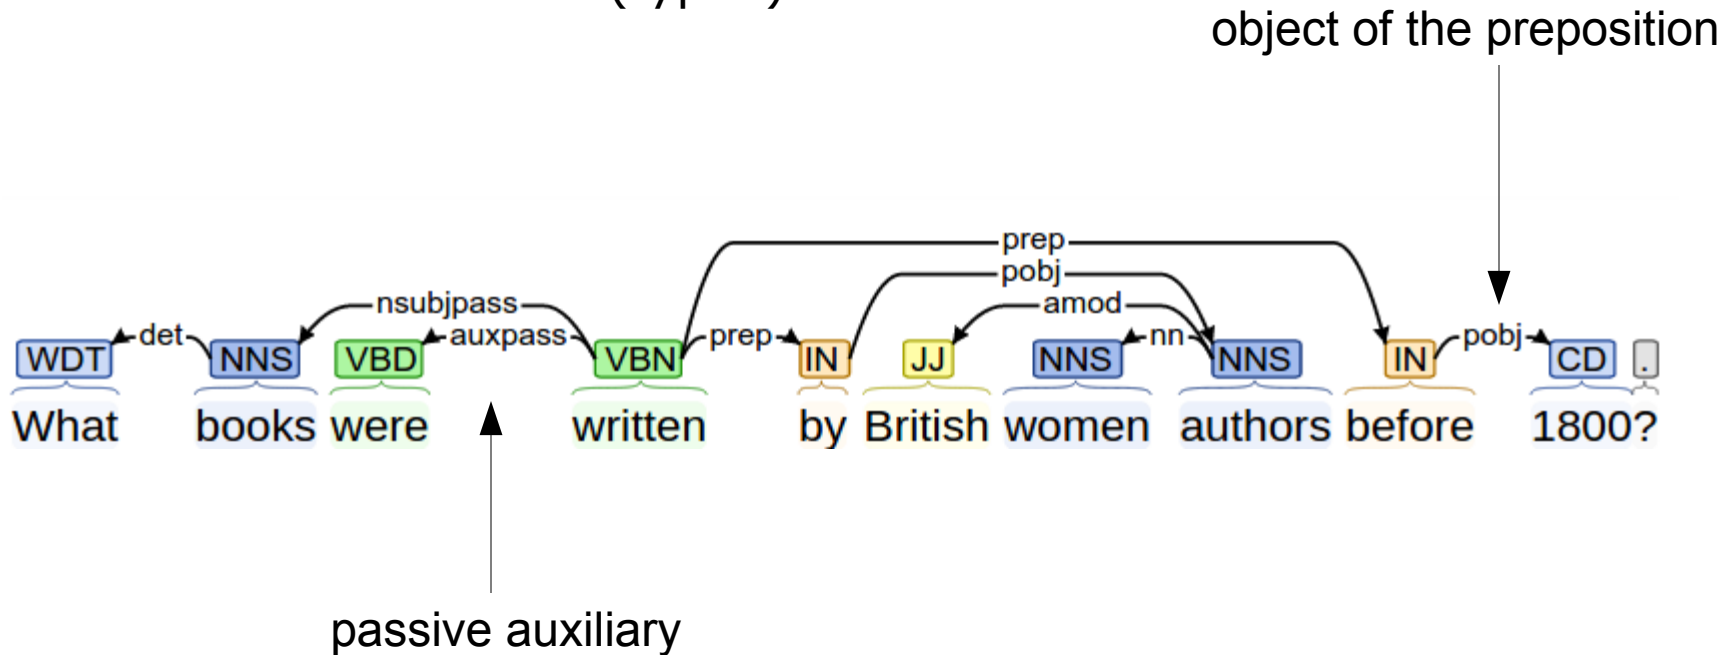 object of the preposition
prep
pobj
nsubjpass amod
det auxpass prep nn pobj
WDT NNS VBD VBN IN JJ NNS NNS IN CD .
What books were written by British women authors before 1800?
passive auxiliary